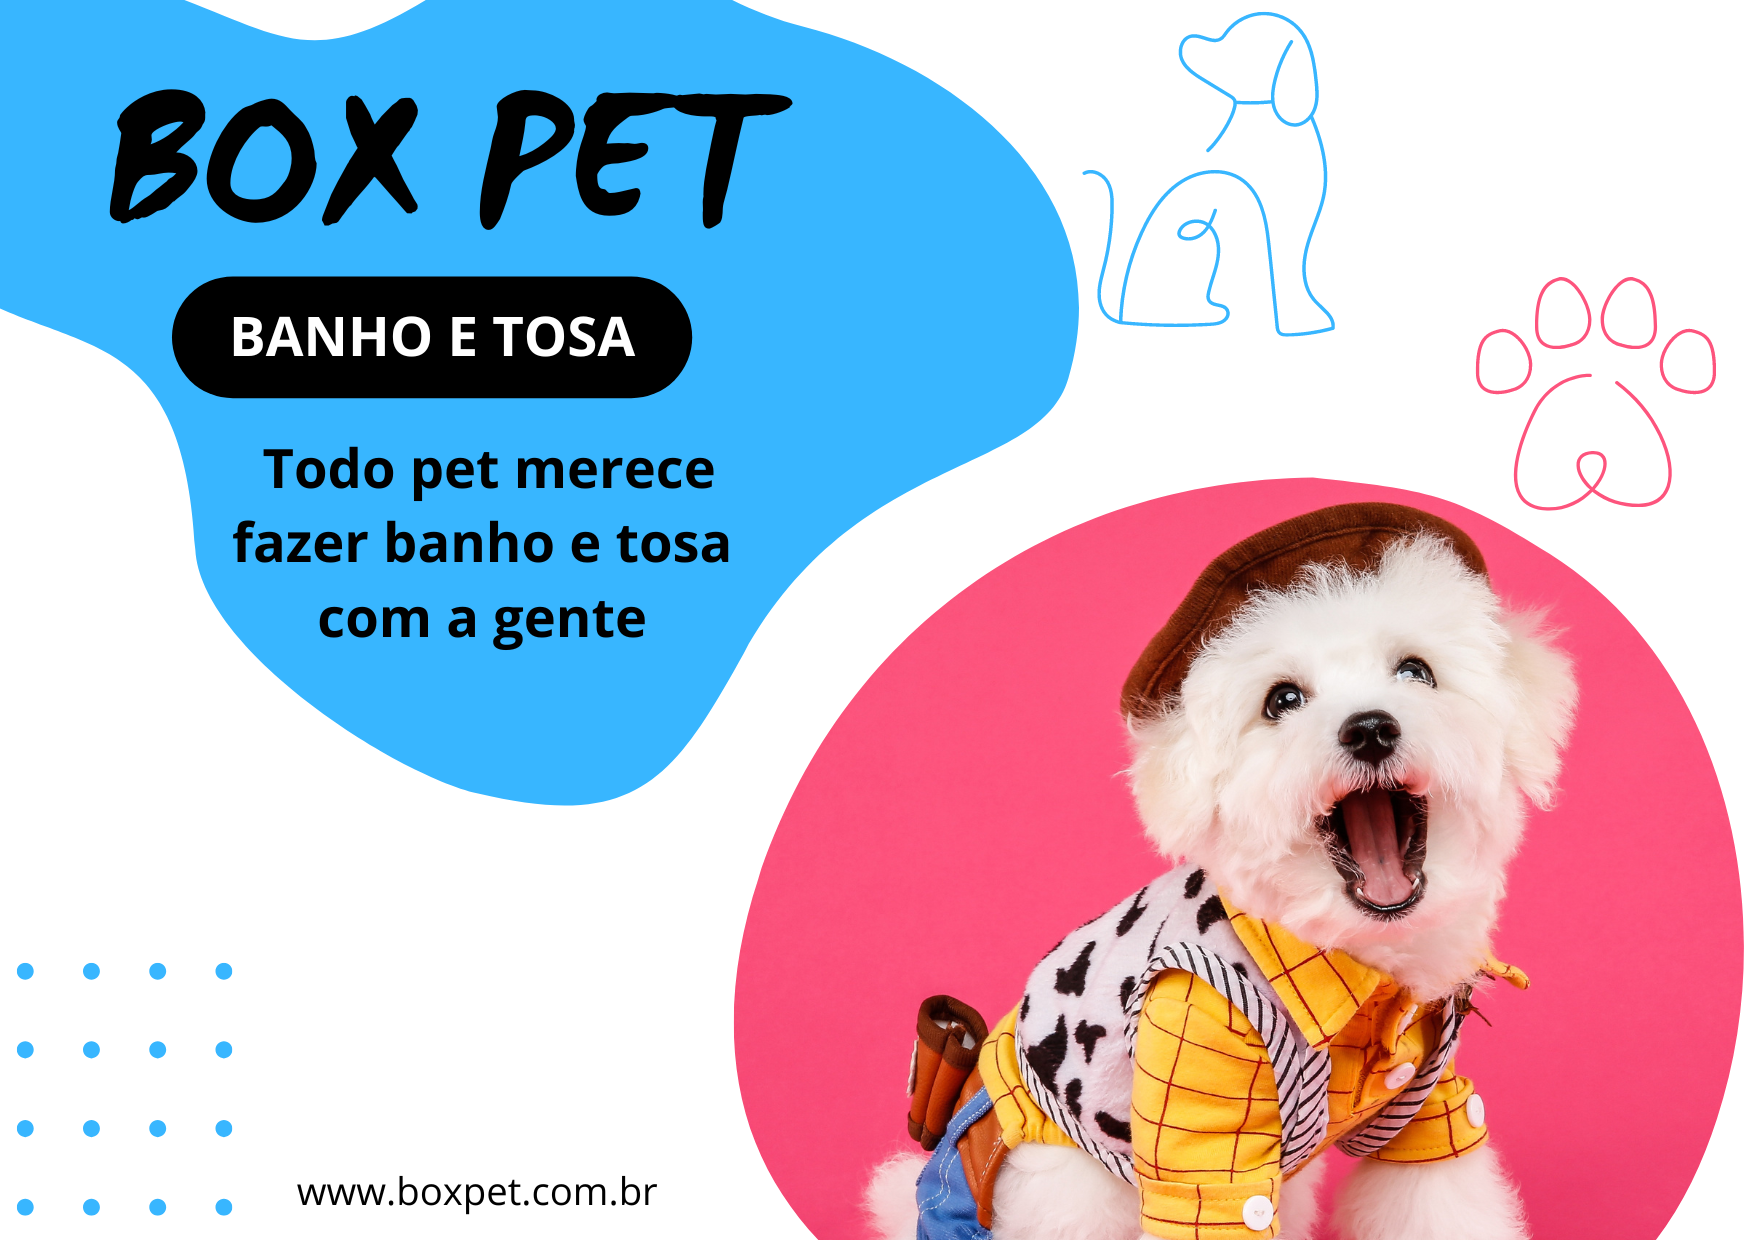 BOX PET
BANHO E TOSA
Todo pet merece
fazer banho e tosa
com a gente
www.boxpet.com.br